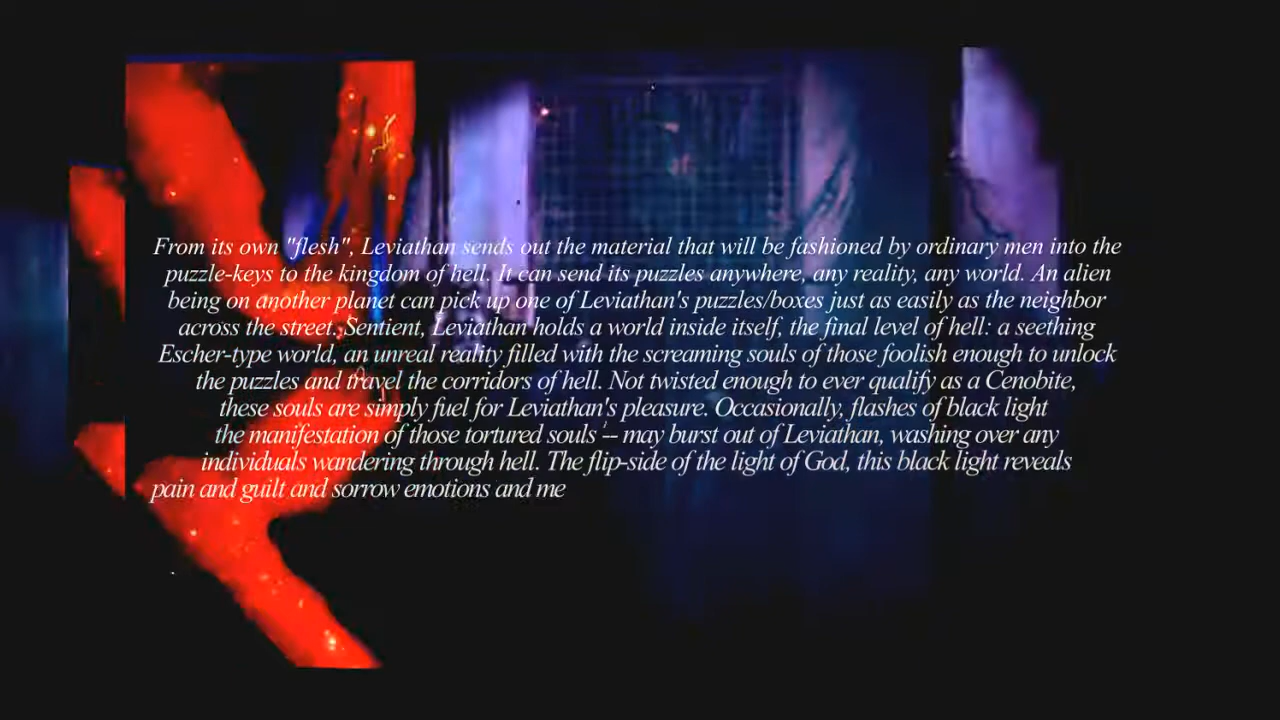 From its own "flesh", Leviathan sends out the material that will be fashioned by ordinary men into the
puzzle-keys to the kingdom of hell. It can send its puzzles anywhere, any reality, any world. An alien
being on another planet can pick up one of Leviathan's puzzles/boxes just as easily as the neighbor
across the street. Sentient, Leviathan holds a world inside itself, the final level of hell: a seething
Escher-type world, an unreal reality filled with the screaming souls of those foolish enough to unlock
the puzzles and travel the corridors of hell. Not twisted enough to ever qualify as a Cenobite,
these souls are simply fuel for Leviathan's pleasure. Occasionally, flashes of black light
the manifestation of those tortured souls -- may burst out of Leviathan, washing over any
individuals wandering through hell. The flip-side of the light of God, this black light reveals
pain and guilt and sorrow emotions and me